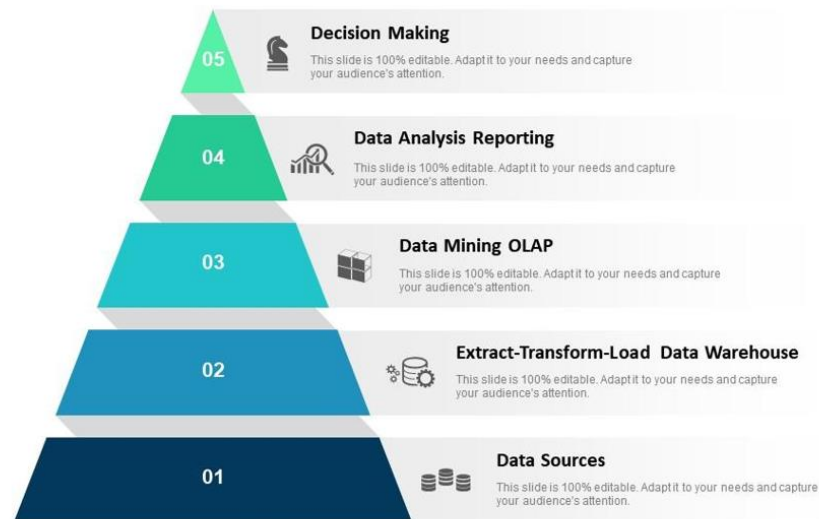 05
Decision Making
This slide is 100% editable. Adapt it to your needs and capture
your audience's attention.
04
Data Analysis Reporting
This slide is 100% editable. Adapt it to your needs and capture
your audience's attention.
03
Data Mining OLAP
This slide is 100% editable. Adapt it to your needs and capture
your audience's attention.
02
Extract-Transform-Load Data Warehouse
This slide is 100% editable. Adapt it to your needs and capture
your audience's attention.
01
Data Sources
This slide is 100% editable. Adapt it to your needs and capture
your audience's attention.